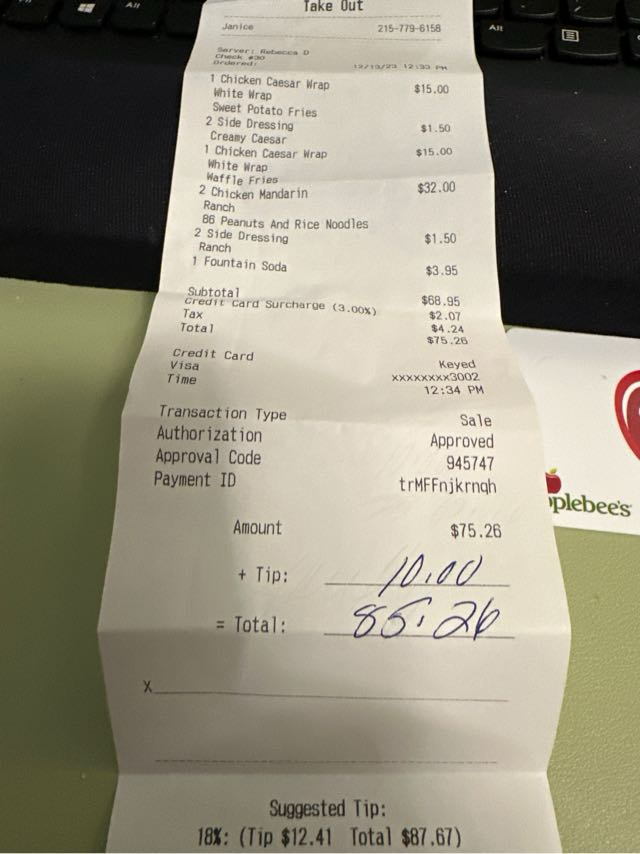 Take Out
Janice 215-779-6158
Server: Rebecca D
Check #30
Ordered: 12/13/23 12:33 PM
1 Chicken Caesar Wrap $15.00
White Wrap
Sweet Potato Fries
2 Side Dressing $1.50
Creamy Caesar
1 Chicken Caesar Wrap $15.00
White Wrap
Waffle Fries
2 Chicken Mandarin $32.00
Ranch
86 Peanuts And Rice Noodles
2 Side Dressing $1.50
Ranch
1 Fountain Soda $3.95
Subtotal $68.95
Credit Card Surcharge (3.00%) $2.07
Tax $4.24
Total $75.26
Credit Card Keyed
Visa xxxxxxxx3002
Time 12:34 PM
Transaction Type Sale
Authorization Approved
Approval Code 945747
Payment ID trMFFnjkrnqh
Amount $75.26
+ Tip: 10.00
= Total: 85.26
X
Suggested Tip:
18%: (Tip $12.41 Total $87.67)
Alt
Alt
plebee's